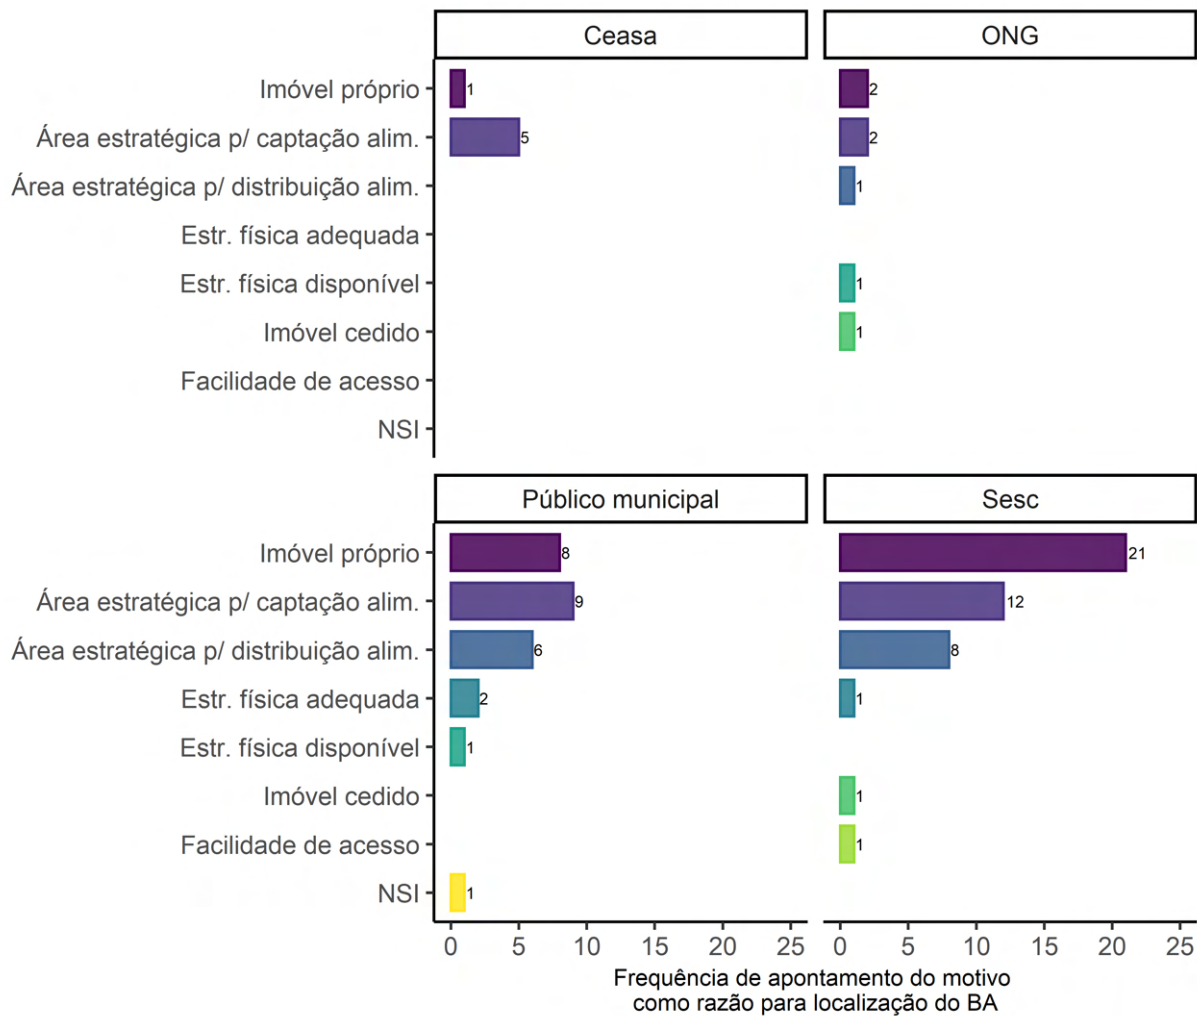 Ceasa
ONG
Imóvel próprio 1 2
Área estratégica p/ captação alim. 5 2
Área estratégica p/ distribuição alim. 1
Estr. física adequada
Estr. física disponível 1
Imóvel cedido 1
Facilidade de acesso
NSI
Público municipal
Sesc
Imóvel próprio 8 21
Área estratégica p/ captação alim. 9 12
Área estratégica p/ distribuição alim. 6 8
Estr. física adequada 2 1
Estr. física disponível 1
Imóvel cedido 1
Facilidade de acesso 1
NSI 1
0 5 10 15 20 25 0 5 10 15 20 25
Frequência de apontamento do motivo
como razão para localização do BA